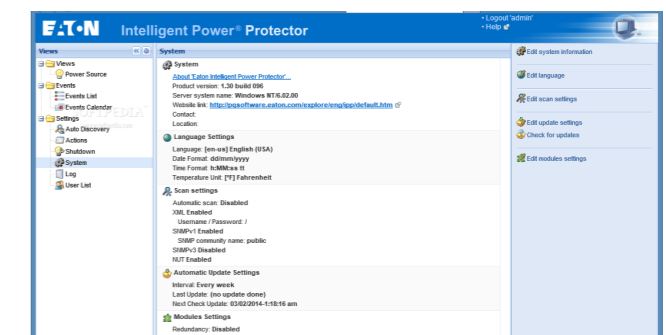 EATON Intelligent Power® Protector
• Logout 'admin'
• Help
Views
Views
Power Source
Events
Events List
Events Calendar
Settings
Auto Discovery
Actions
Shutdown
System
Log
User List
System
System
About 'Eaton Intelligent Power Protector'...
Product version: 1.30 build 096
Server system name: Windows NT/6.02.00
Website link: http://pqsoftware.eaton.com/explore/eng/ipp/default.htm
Contact:
Location:
Language Settings
Language: [en-us] English (USA)
Date Format: dd/mm/yyyy
Time Format: h:MM:ss tt
Temperature Unit: [°F] Fahrenheit
Scan settings
Automatic scan: Disabled
XML Enabled
Username / Password: /
SNMPv1 Enabled
SNMP community name: public
SNMPv3 Disabled
NUT Enabled
Automatic Update Settings
Interval: Every week
Last Update: (no update done)
Next Check Update: 03/02/2014-1:18:16 am
Modules Settings
Redundancy: Disabled
Edit system information
Edit language
Edit scan settings
Edit update settings
Check for updates
Edit modules settings